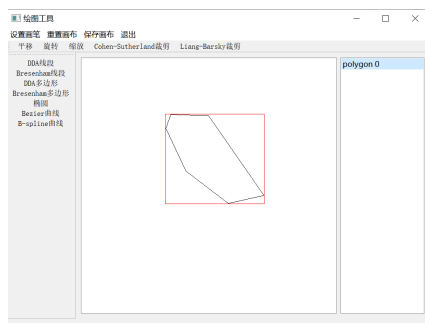 绘图工具
设置画笔 重置画布 保存画布 退出
平移 旋转 缩放 Cohen-Sutherland裁剪 Liang-Barsky裁剪
DDA线段
Bresenham线段
DDA多边形
Bresenham多边形
椭圆
Bezier曲线
B-spline曲线
polygon 0